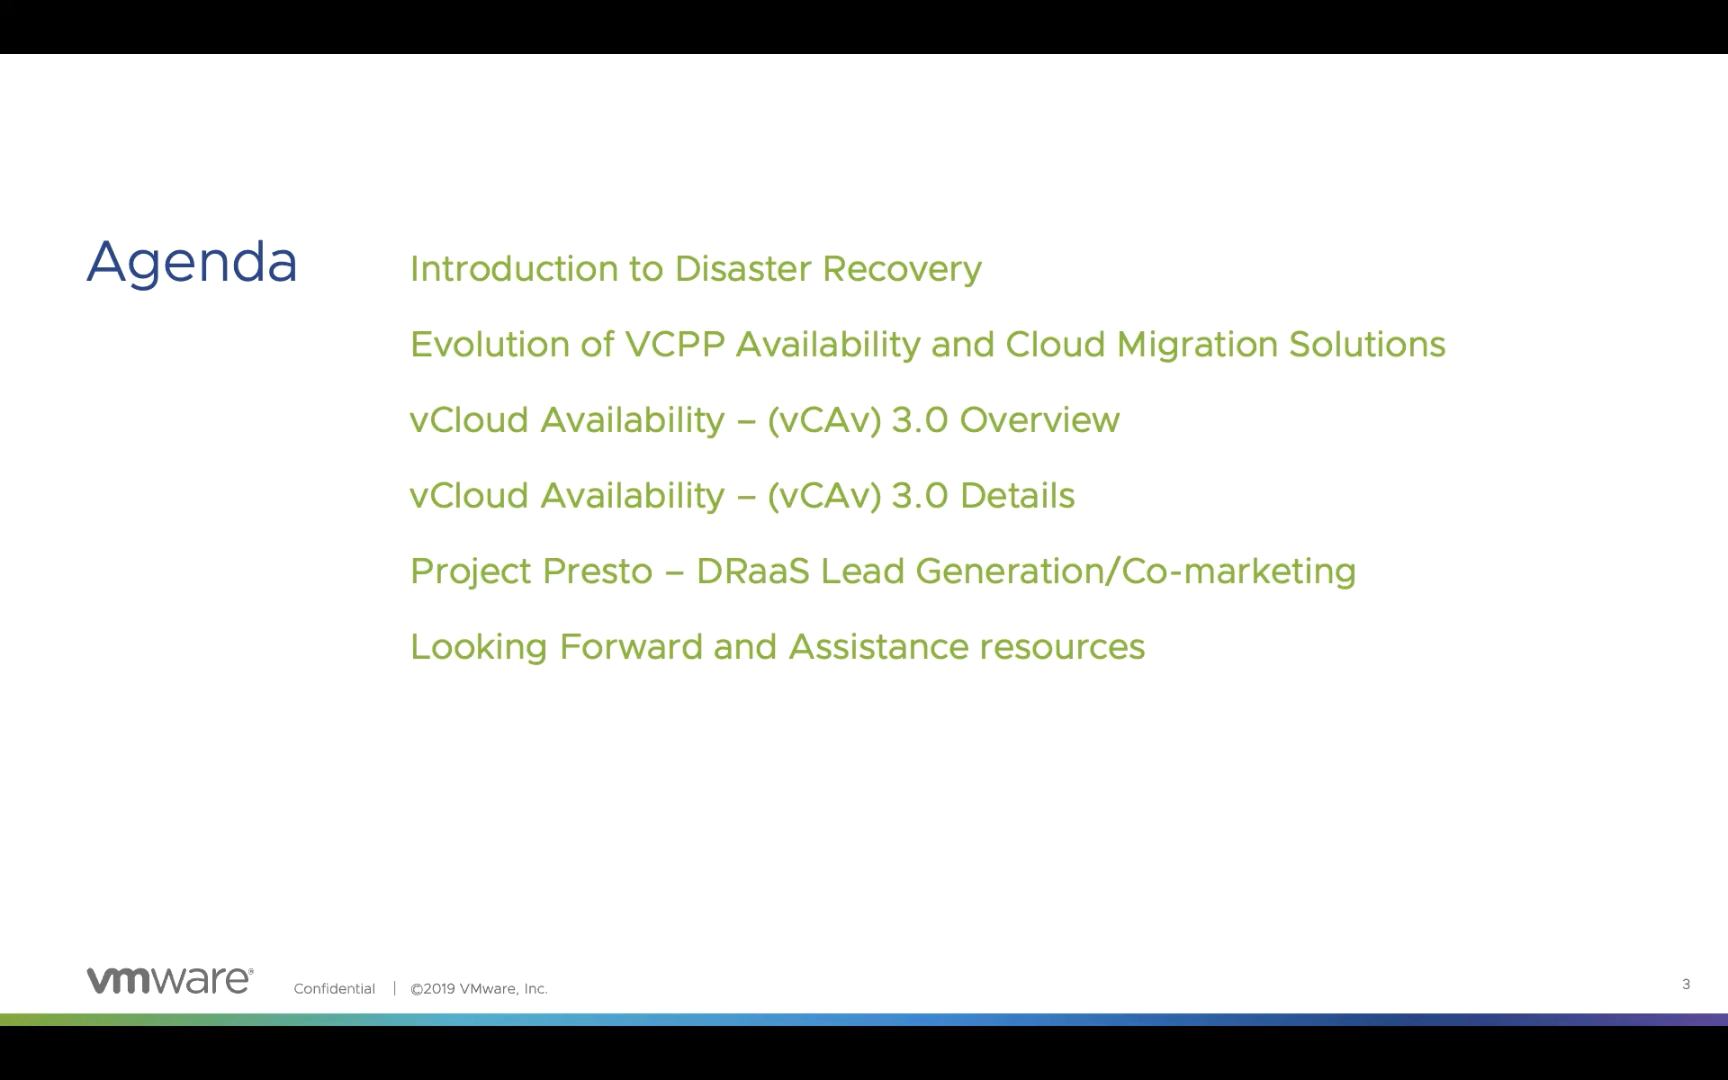 Agenda
Introduction to Disaster Recovery
Evolution of VCPP Availability and Cloud Migration Solutions
vCloud Availability – (vCAv) 3.0 Overview
vCloud Availability – (vCAv) 3.0 Details
Project Presto – DRaaS Lead Generation/Co-marketing
Looking Forward and Assistance resources
vmware® Confidential | ©2019 VMware, Inc. 3